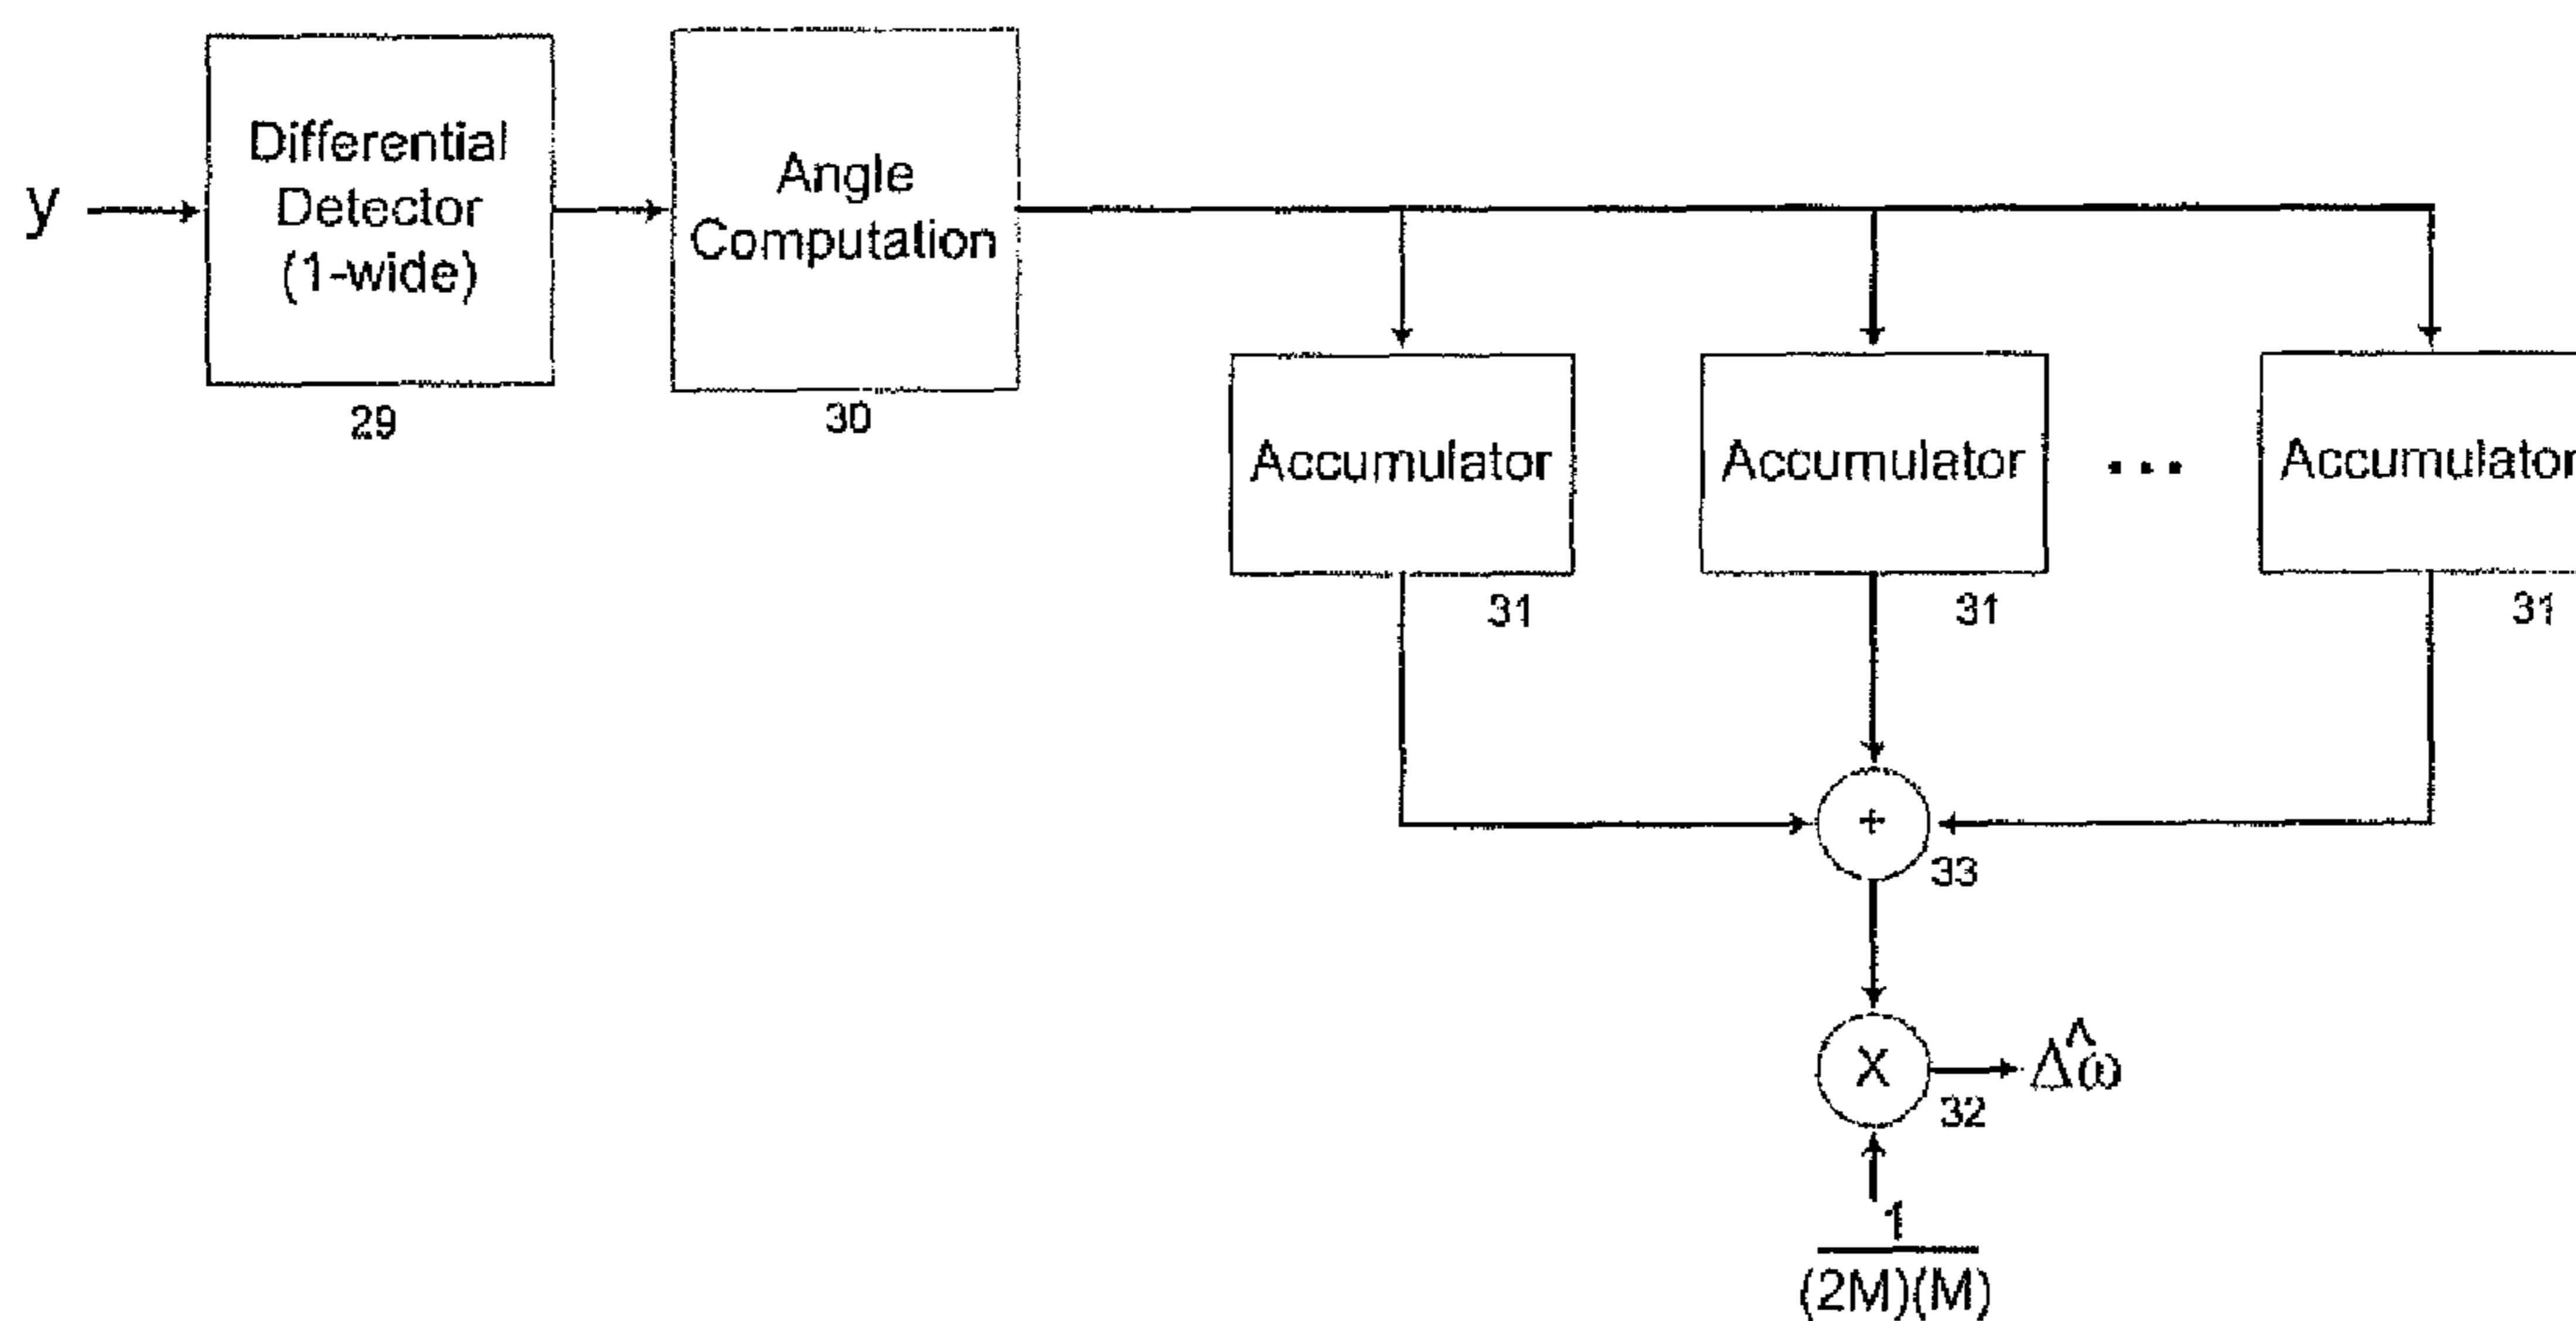 y
Differential
Detector
(1-wide)
29
Angle
Computation
30
Accumulator
31
Accumulator
31
...
Accumulator
31
+
33
X
32
Δω̂
1
(2M)(M)